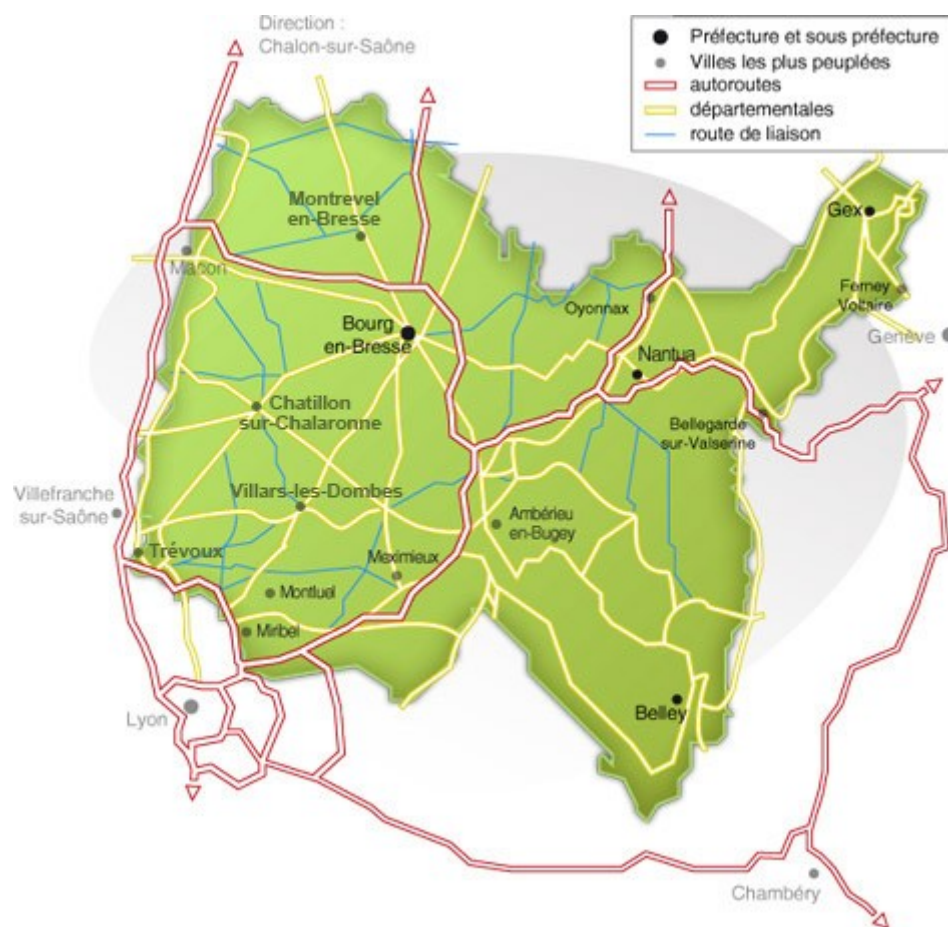 Direction :
Chalon-sur-Saône
Préfecture et sous préfecture
Villes les plus peuplées
autoroutes
départementales
route de liaison
Montrevel
en-Bresse
Gex
Macon
Ferney
Voltaire
Oyonnax
Bourg
en-Bresse
Genève
Nantua
Chatillon
sur-Chalaronne
Bellegarde
sur-Valserine
Villefranche
sur-Saône
Villars-les-Dombes
Ambérieu
en-Bugey
Trévoux
Meximieux
Montluel
Miribel
Lyon
Belley
Chambéry